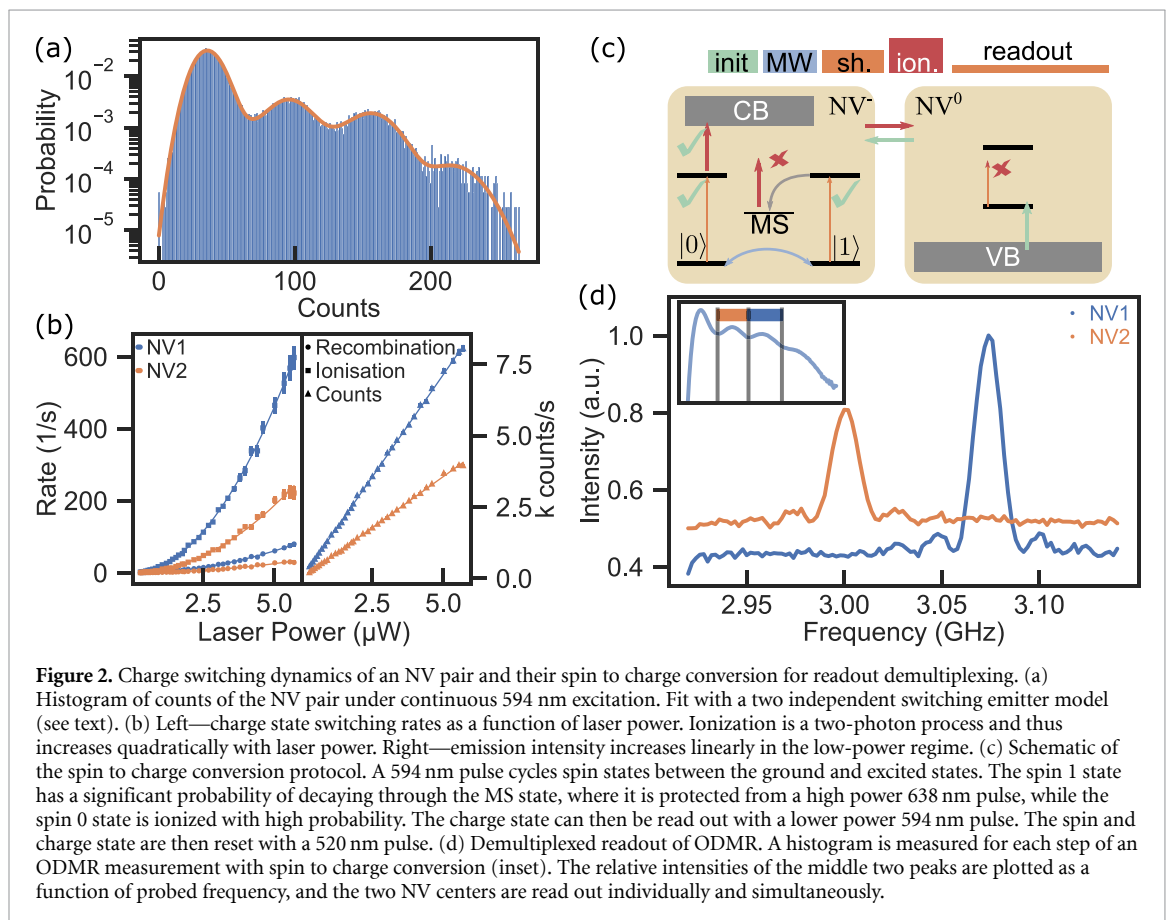 (a)
Probability
10⁻²
10⁻³
10⁻⁴
10⁻⁵
0
100
200
Counts
(b)
NV1
NV2
Recombination
Ionisation
Counts
Rate (1/s)
600
400
200
0
2.5
5.0
2.5
5.0
7.5
5.0
2.5
0.0
k counts/s
Laser Power (µW)
(c)
init
MW
sh.
ion.
readout
CB
NV⁻
NV⁰
MS
|0⟩
|1⟩
VB
(d)
NV1
NV2
Intensity (a.u.)
1.0
0.8
0.6
0.4
2.95
3.00
3.05
3.10
Frequency (GHz)
Figure 2. Charge switching dynamics of an NV pair and their spin to charge conversion for readout demultiplexing. (a)
Histogram of counts of the NV pair under continuous 594 nm excitation. Fit with a two independent switching emitter model
(see text). (b) Left—charge state switching rates as a function of laser power. Ionization is a two-photon process and thus
increases quadratically with laser power. Right—emission intensity increases linearly in the low-power regime. (c) Schematic of
the spin to charge conversion protocol. A 594 nm pulse cycles spin states between the ground and excited states. The spin 1 state
has a significant probability of decaying through the MS state, where it is protected from a high power 638 nm pulse, while the
spin 0 state is ionized with high probability. The charge state can then be read out with a lower power 594 nm pulse. The spin and
charge state are then reset with a 520 nm pulse. (d) Demultiplexed readout of ODMR. A histogram is measured for each step of an
ODMR measurement with spin to charge conversion (inset). The relative intensities of the middle two peaks are plotted as a
function of probed frequency, and the two NV centers are read out individually and simultaneously.